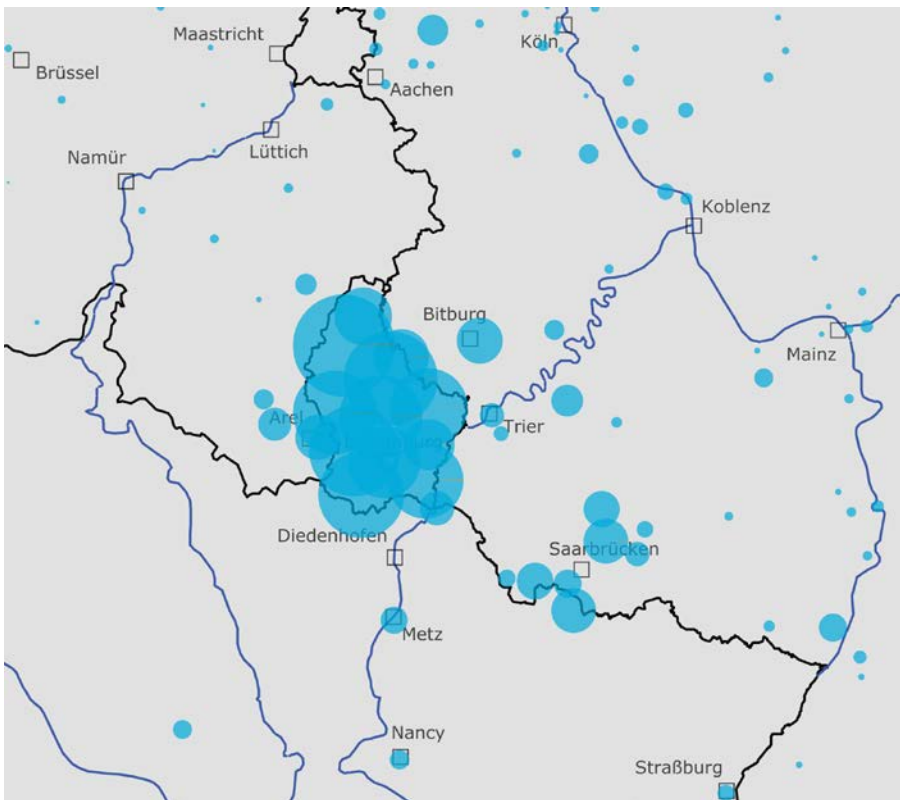 Maastricht
Köln
Brüssel
Aachen
Lüttich
Namür
Koblenz
Bitburg
Mainz
Arel
Trier
Diedenhofen
Saarbrücken
Metz
Nancy
Straßburg